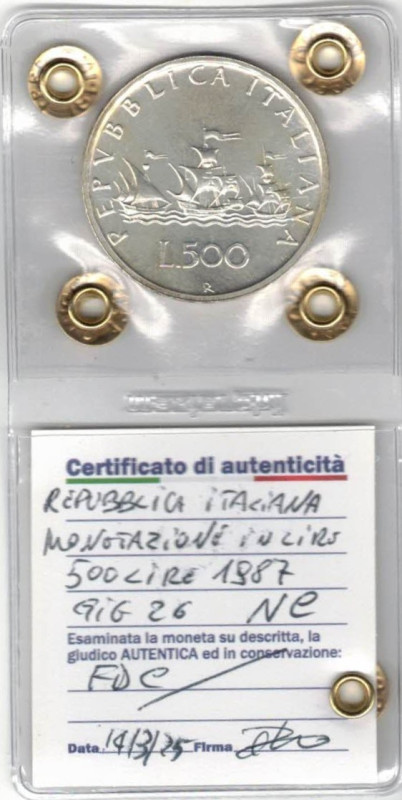 REPVBBLICA ITALIANA
L.500
R
Certificato di autenticità
REPUBBLICA ITALIANA
MONETAZIONE IN LIRE
500 LIRE 1987
GIG 26 NC
Esaminata la moneta su descritta, la
giudico AUTENTICA ed in conservazione:
FDC
Data 14/3/25 Firma